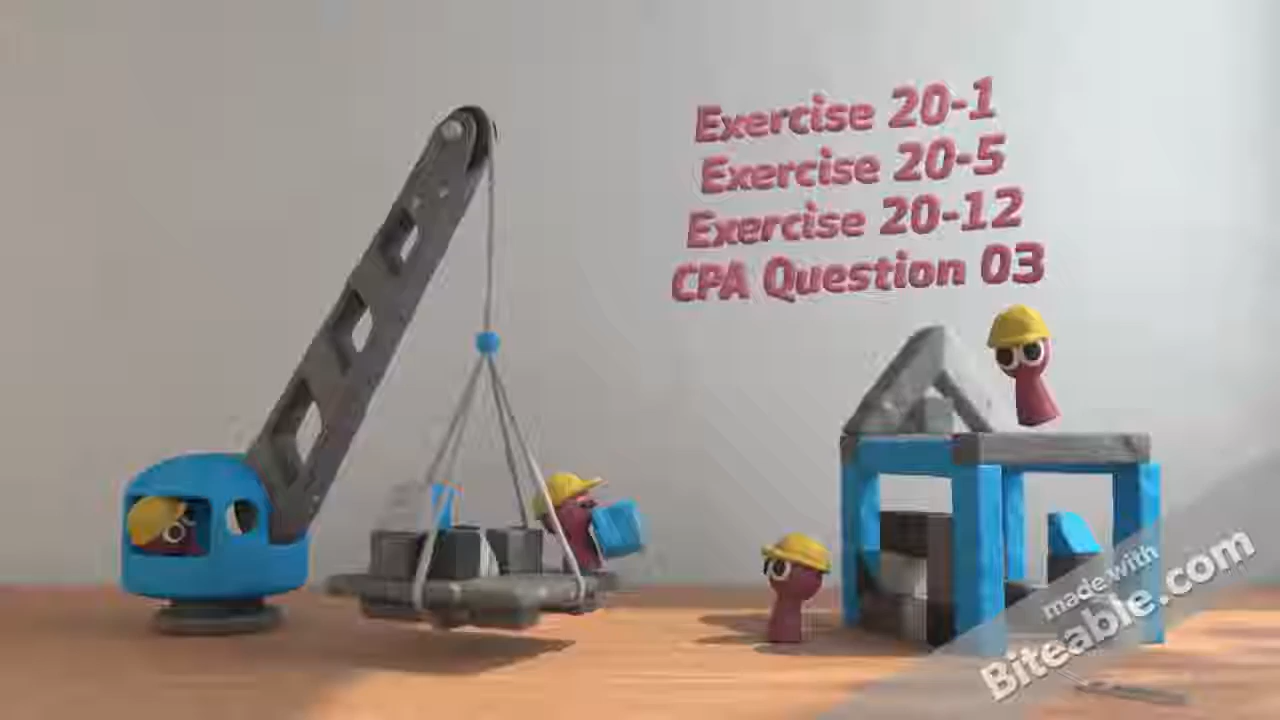 Exercise 20-1
Exercise 20-5
Exercise 20-12
CPA Question 03
made with
Biteable.com